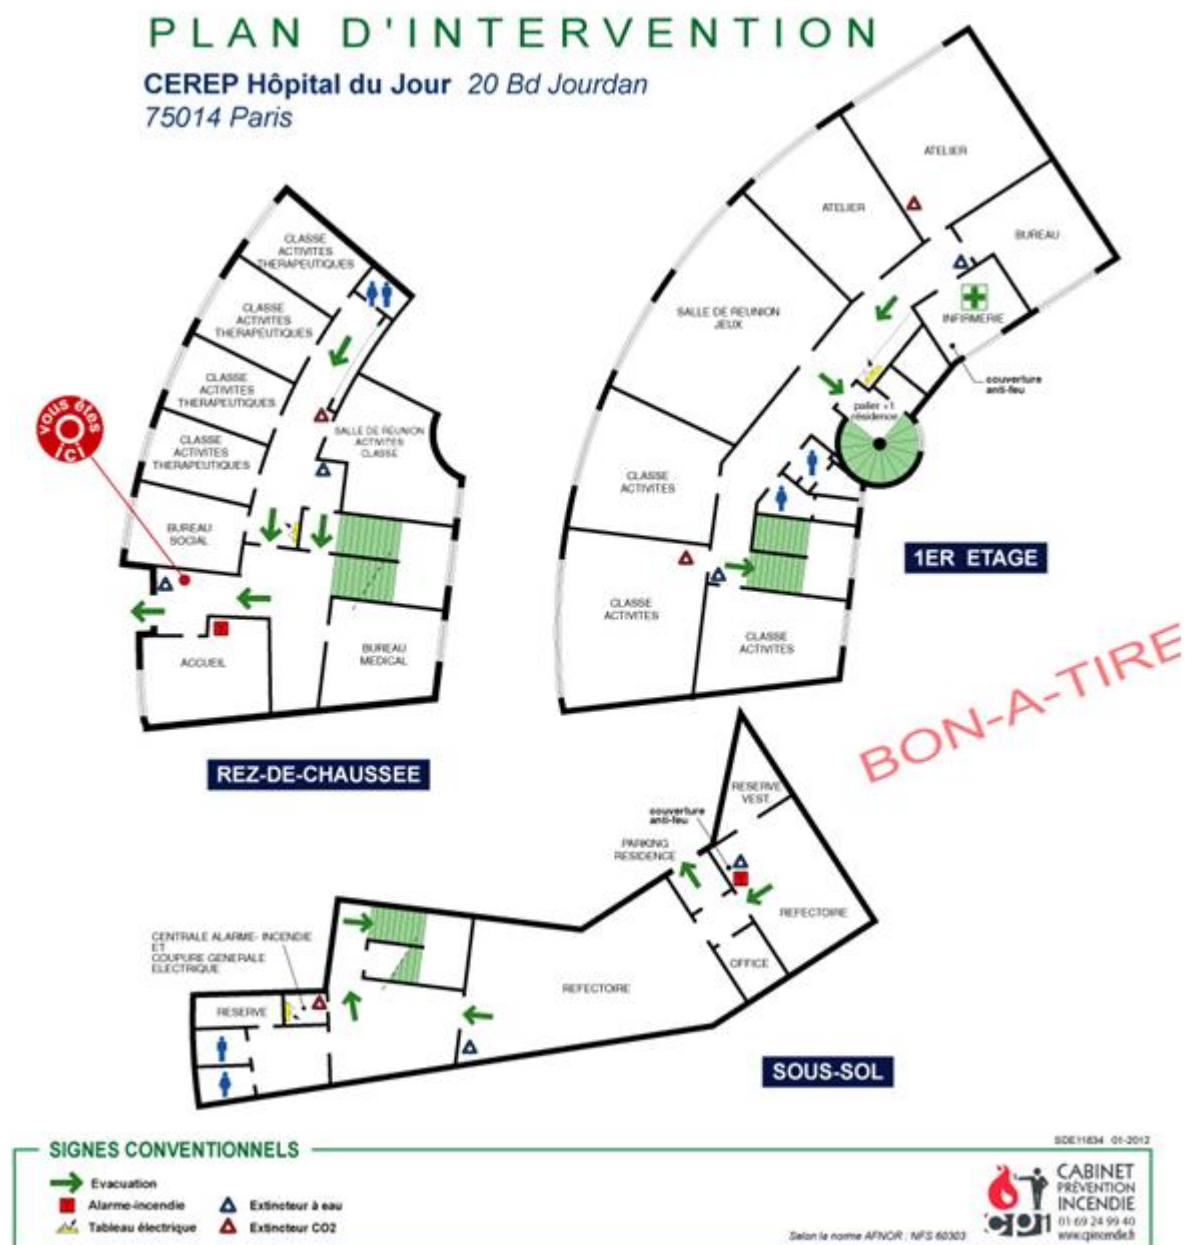 PLAN D'INTERVENTION
CEREP Hôpital du Jour 20 Bd Jourdan
75014 Paris
CLASSE
ACTIVITES
THERAPEUTIQUES
CLASSE
ACTIVITES
THERAPEUTIQUES
CLASSE
ACTIVITES
THERAPEUTIQUES
CLASSE
ACTIVITES
THERAPEUTIQUES
SALLE DE REUNION
ACTIVITES
CLASSE
vous êtes
ici
BUREAU
SOCIAL
ACCUEIL
BUREAU
MEDICAL
REZ-DE-CHAUSSEE
ATELIER
ATELIER
BUREAU
SALLE DE REUNION
JEUX
INFIRMERIE
couverture
anti-feu
palier +1
résidence
CLASSE
ACTIVITES
CLASSE
ACTIVITES
CLASSE
ACTIVITES
1ER ETAGE
BON-A-TIRE
RESERVE
VEST.
couverture
anti-feu
PARKING
RESIDENCE
REFECTOIRE
OFFICE
REFECTOIRE
CENTRALE ALARME- INCENDIE
ET
COUPURE GENERALE
ELECTRIQUE
RESERVE
SOUS-SOL
SIGNES CONVENTIONNELS
Evacuation
Alarme-incendie
Extincteur à eau
Tableau électrique
Extincteur CO2
SDE11834 01-2012
CABINET
PRÉVENTION
INCENDIE
cpi
01 69 24 99 40
www.cpincendie.fr
Selon la norme AFNOR : NFS 60303